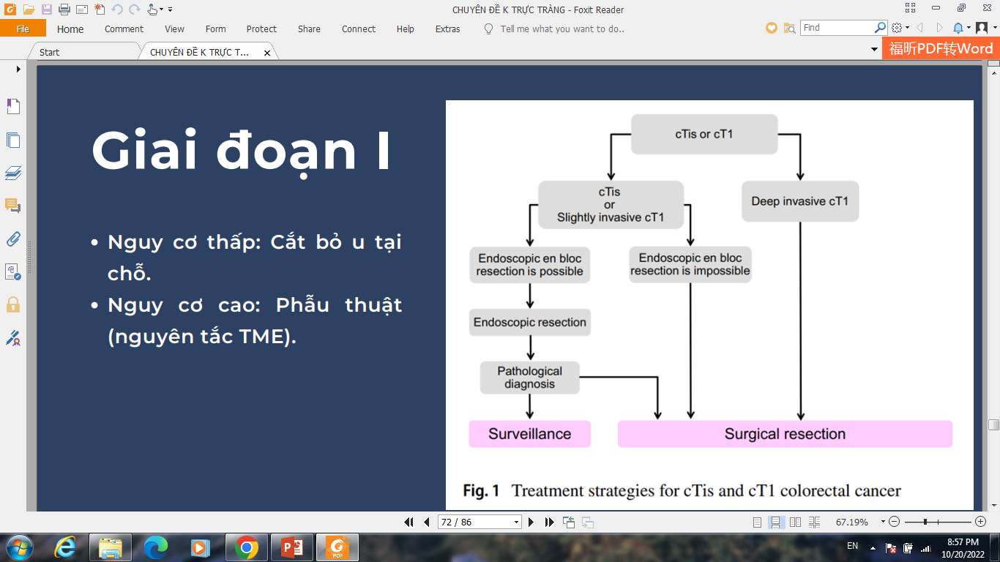 CHUYÊN ĐỀ K TRỰC TRÀNG - Foxit Reader
File
Home
Comment
View
Form
Protect
Share
Connect
Help
Extras
Tell me what you want to do..
Find
Start
CHUYÊN ĐỀ K TRỰC T...
福昕PDF转Word
Giai đoạn I
• Nguy cơ thấp: Cắt bỏ u tại
chỗ.
• Nguy cơ cao: Phẫu thuật
(nguyên tắc TME).
cTis or cT1
cTis
or
Slightly invasive cT1
Deep invasive cT1
Endoscopic en bloc
resection is possible
Endoscopic en bloc
resection is impossible
Endoscopic resection
Pathological
diagnosis
Surveillance
Surgical resection
Fig. 1 Treatment strategies for cTis and cT1 colorectal cancer
72 / 86
67.19%
PDF
EN
8:57 PM
10/20/2022